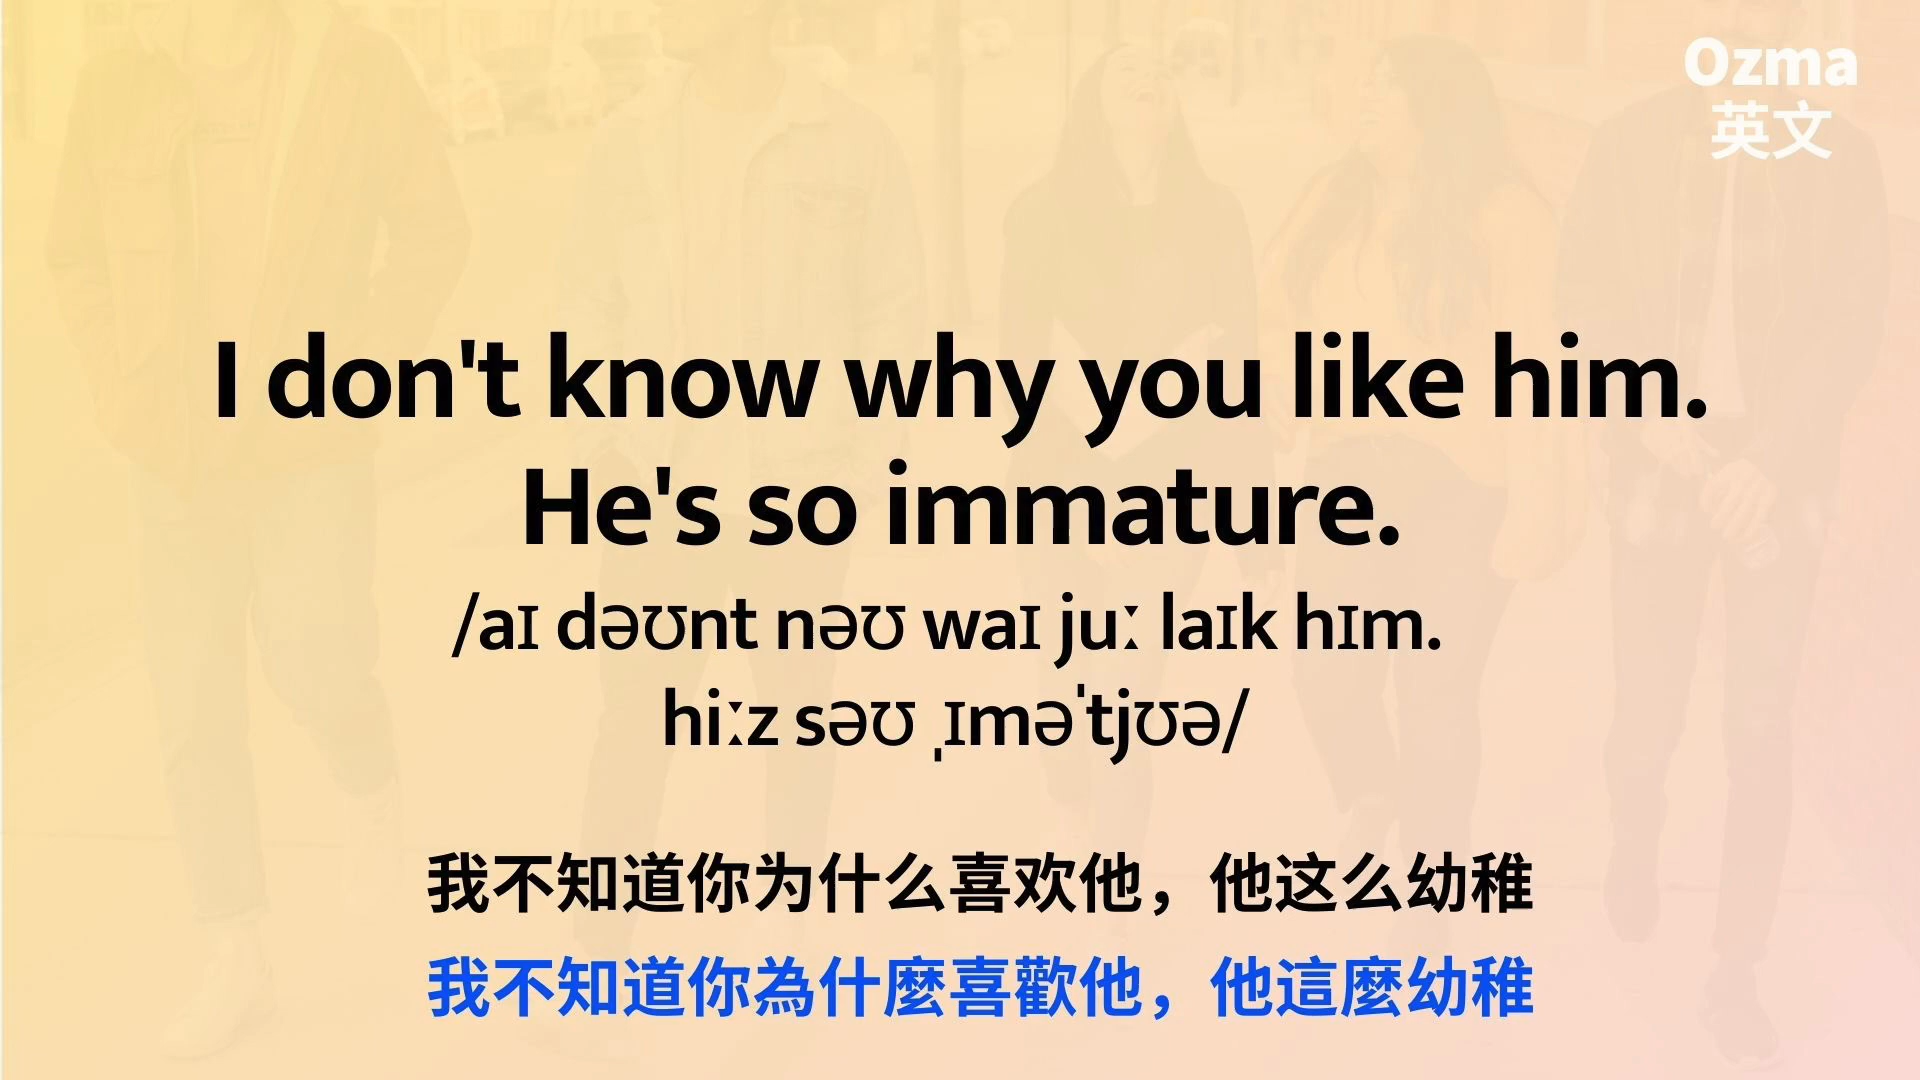 Ozma
英文
I don't know why you like him.
He's so immature.
/aɪ dəʊnt nəʊ waɪ juː laɪk hɪm.
hiːz səʊ ˌɪməˈtjʊə/
我不知道你为什么喜欢他，他这么幼稚
我不知道你為什麼喜歡他，他這麼幼稚